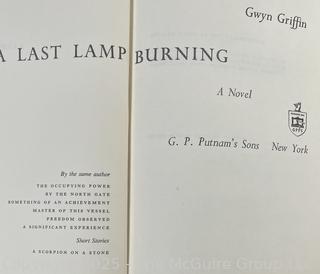 Gwyn Griffin
A LAST LAMP BURNING
A Novel
G. P. Putnam's Sons New York
By the same author
THE OCCUPYING POWER
BY THE NORTH GATE
SOMETHING OF AN ACHIEVEMENT
MASTER OF THIS VESSEL
FREEDOM OBSERVED
A SIGNIFICANT EXPERIENCE
Short Stories
A SCORPION ON A STONE